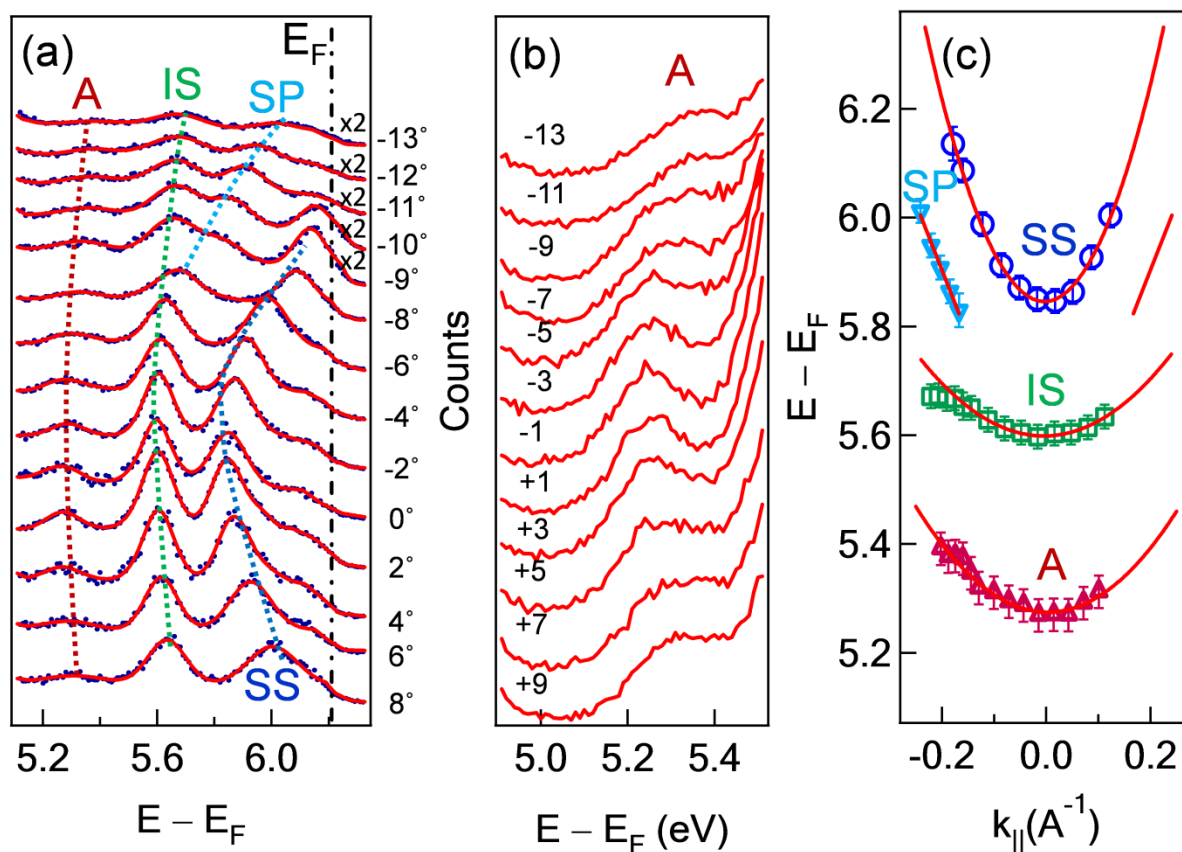 (a)
E_F
A
IS
SP
x2
-13°
x2
-12°
x2
-11°
x2
-10°
x2
-9°
-8°
-6°
-4°
-2°
0°
2°
4°
6°
8°
SS
5.2 5.6 6.0
E – E_F
(b)
A
Counts
-13
-11
-9
-7
-5
-3
-1
+1
+3
+5
+7
+9
5.0 5.2 5.4
E – E_F (eV)
(c)
E – E_F
6.2
6.0
5.8
5.6
5.4
5.2
SP
SS
IS
A
-0.2 0.0 0.2
k_||(A^-1)